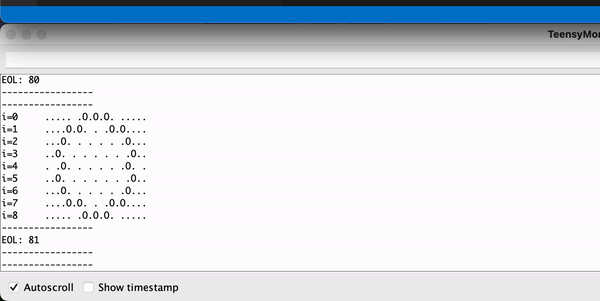 TeensyMon
EOL: 80
-----------------
-----------------
i=0     ..... .0.0.0. .....
i=1     ....0.0. . .0.0....
i=2     ...0. . . . . .0...
i=3     ..0. . . . . . .0..
i=4     . .0. . . . . .0. .
i=5     ..0. . . . . . .0..
i=6     ...0. . . . . .0...
i=7     ....0.0. . .0.0....
i=8     ..... .0.0.0. .....
-----------------
EOL: 81
-----------------
-----------------
Autoscroll   Show timestamp